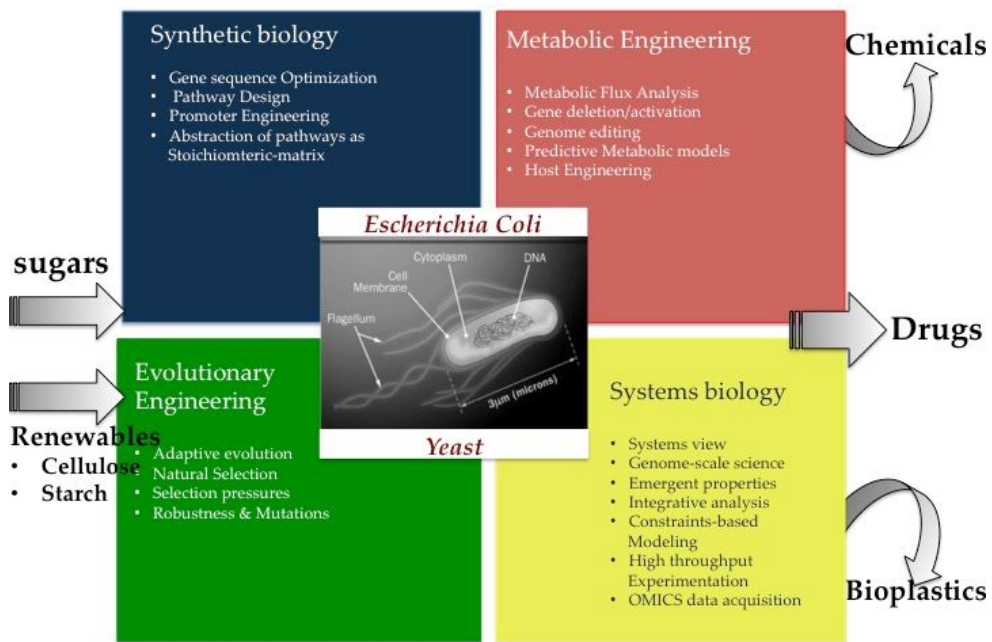 Synthetic biology
• Gene sequence Optimization
• Pathway Design
• Promoter Engineering
• Abstraction of pathways as
Stoichiomteric-matrix
Metabolic Engineering
• Metabolic Flux Analysis
• Gene deletion/activation
• Genome editing
• Predictive Metabolic models
• Host Engineering
Chemicals
sugars
Escherichia Coli
Cytoplasm
DNA
Cell
Membrane
Flagellum
3µm (microns)
Yeast
Drugs
Evolutionary
Engineering
• Adaptive evolution
• Natural Selection
• Selection pressures
• Robustness & Mutations
Renewables
• Cellulose
• Starch
Systems biology
• Systems view
• Genome-scale science
• Emergent properties
• Integrative analysis
• Constraints-based
Modeling
• High throughput
Experimentation
• OMICS data acquisition
Bioplastics